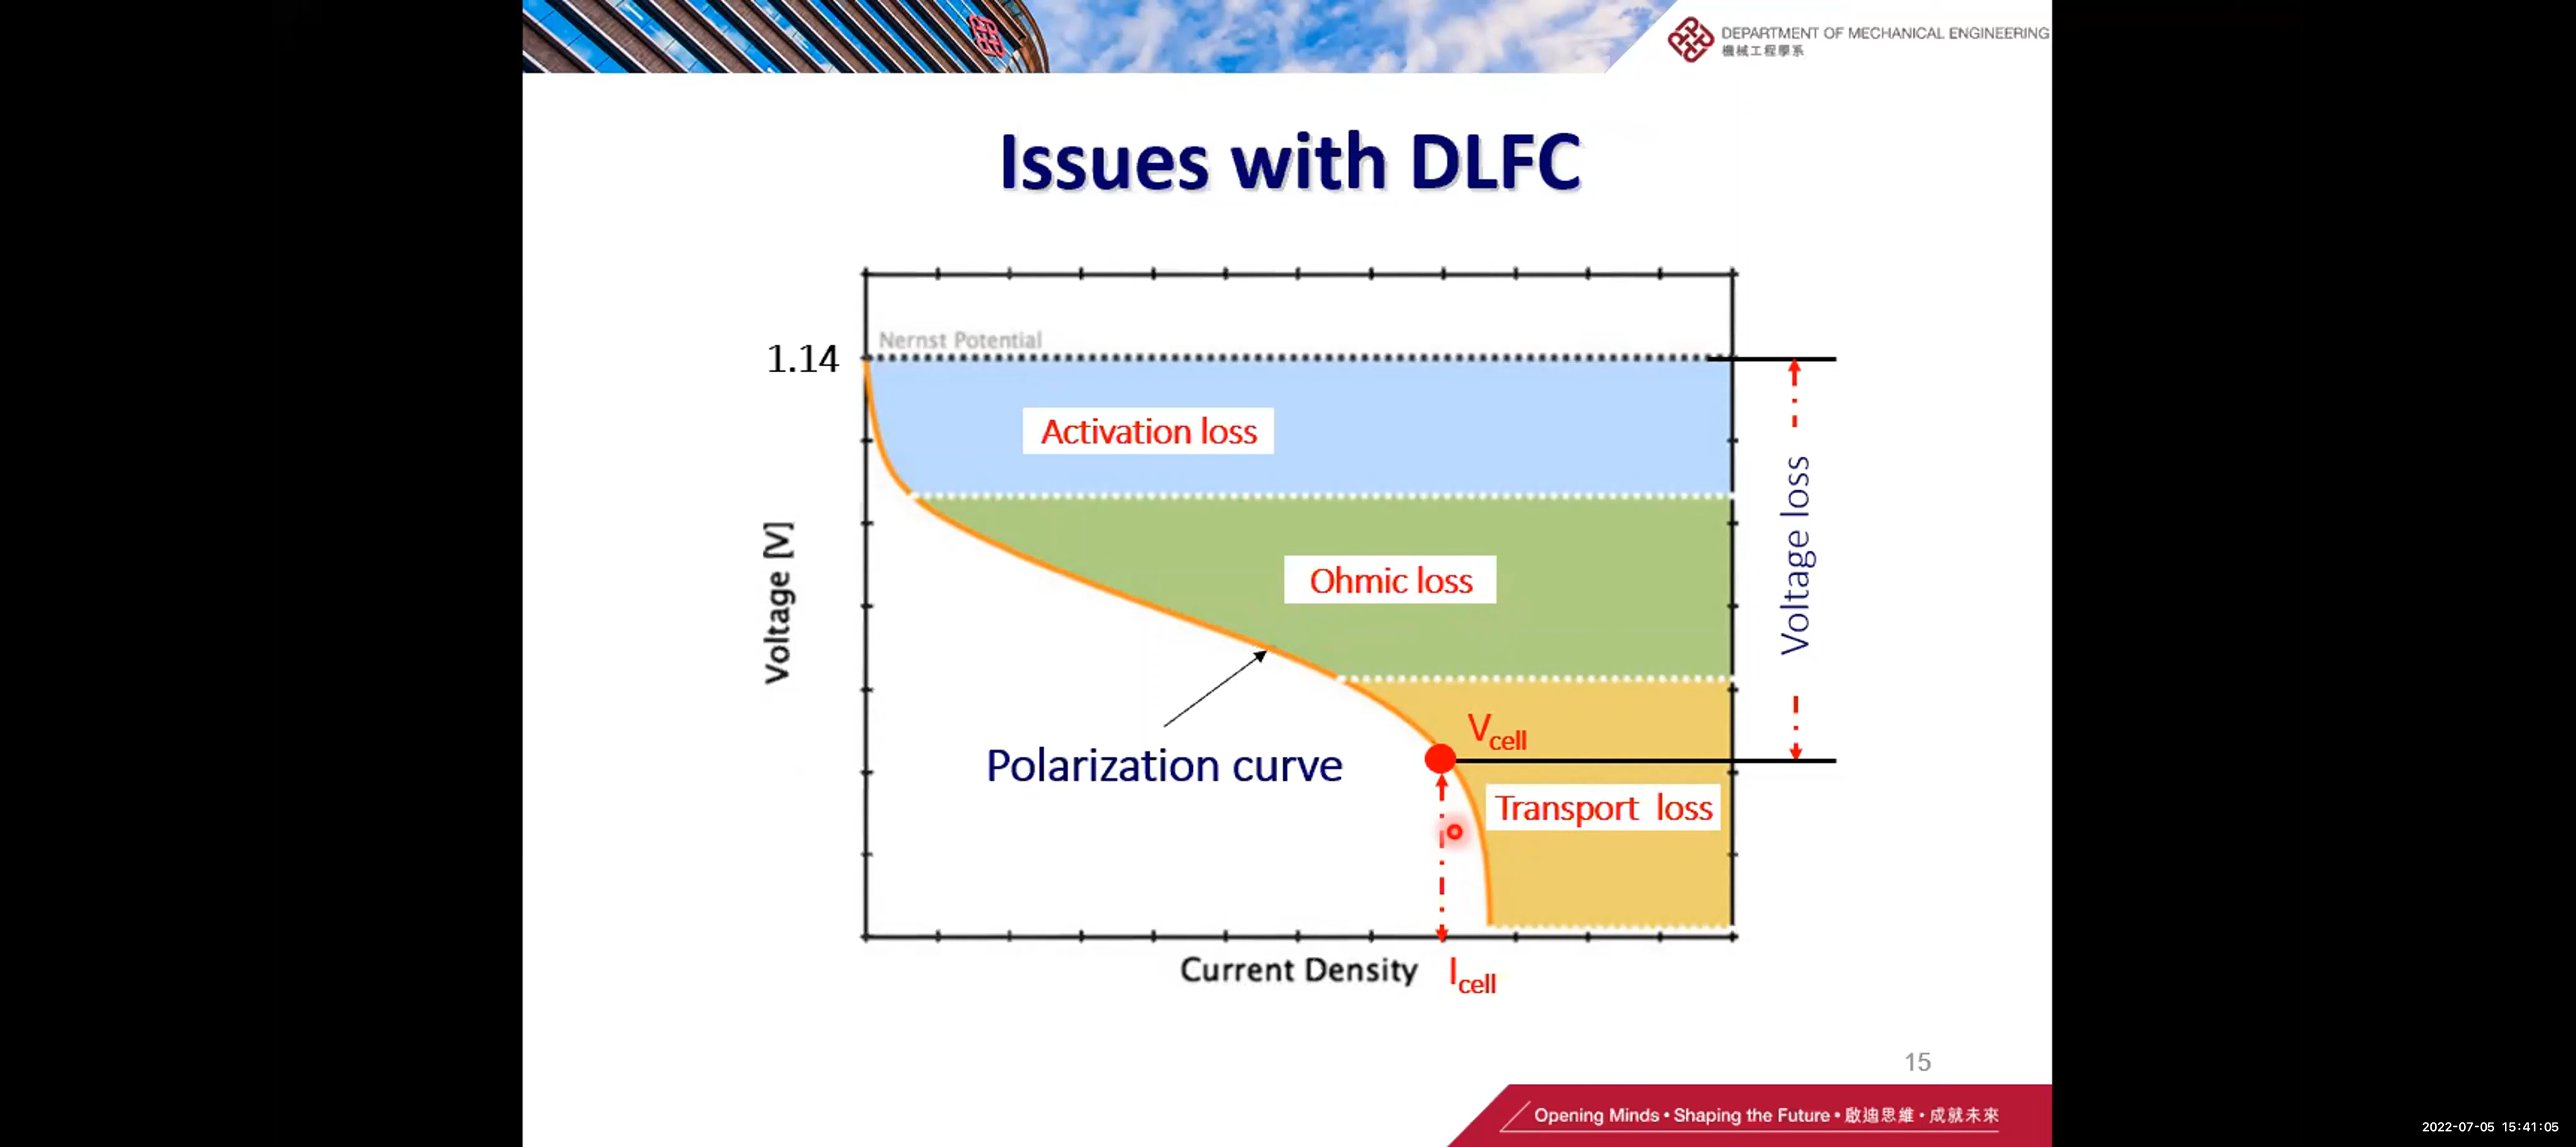 DEPARTMENT OF MECHANICAL ENGINEERING
機械工程學系
Issues with DLFC
Nernst Potential
1.14
Activation loss
Ohmic loss
Voltage loss
Voltage [V]
V cell
Polarization curve
Transport loss
Current Density
I cell
15
Opening Minds • Shaping the Future • 啟迪思維 • 成就未來
2022-07-05 15:41:05